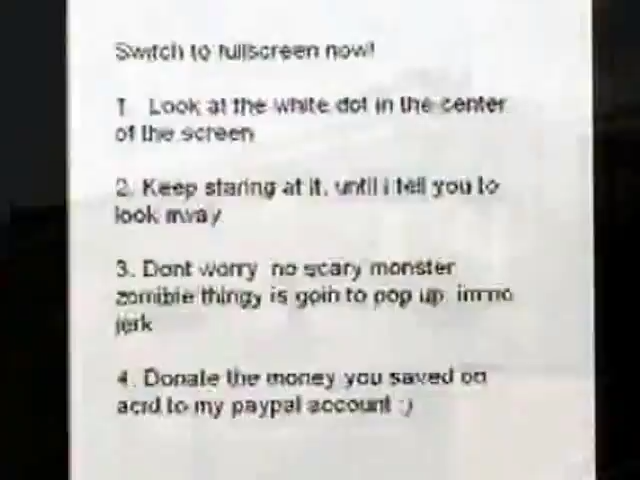 Switch to fullscreen now!
1. Look at the white dot in the center
of the screen
2. Keep staring at it, until i tell you to
look away
3. Dont worry no scary monster
zombie thingy is goin to pop up im no
jerk
4. Donate the money you saved on
acid to my paypal account :)